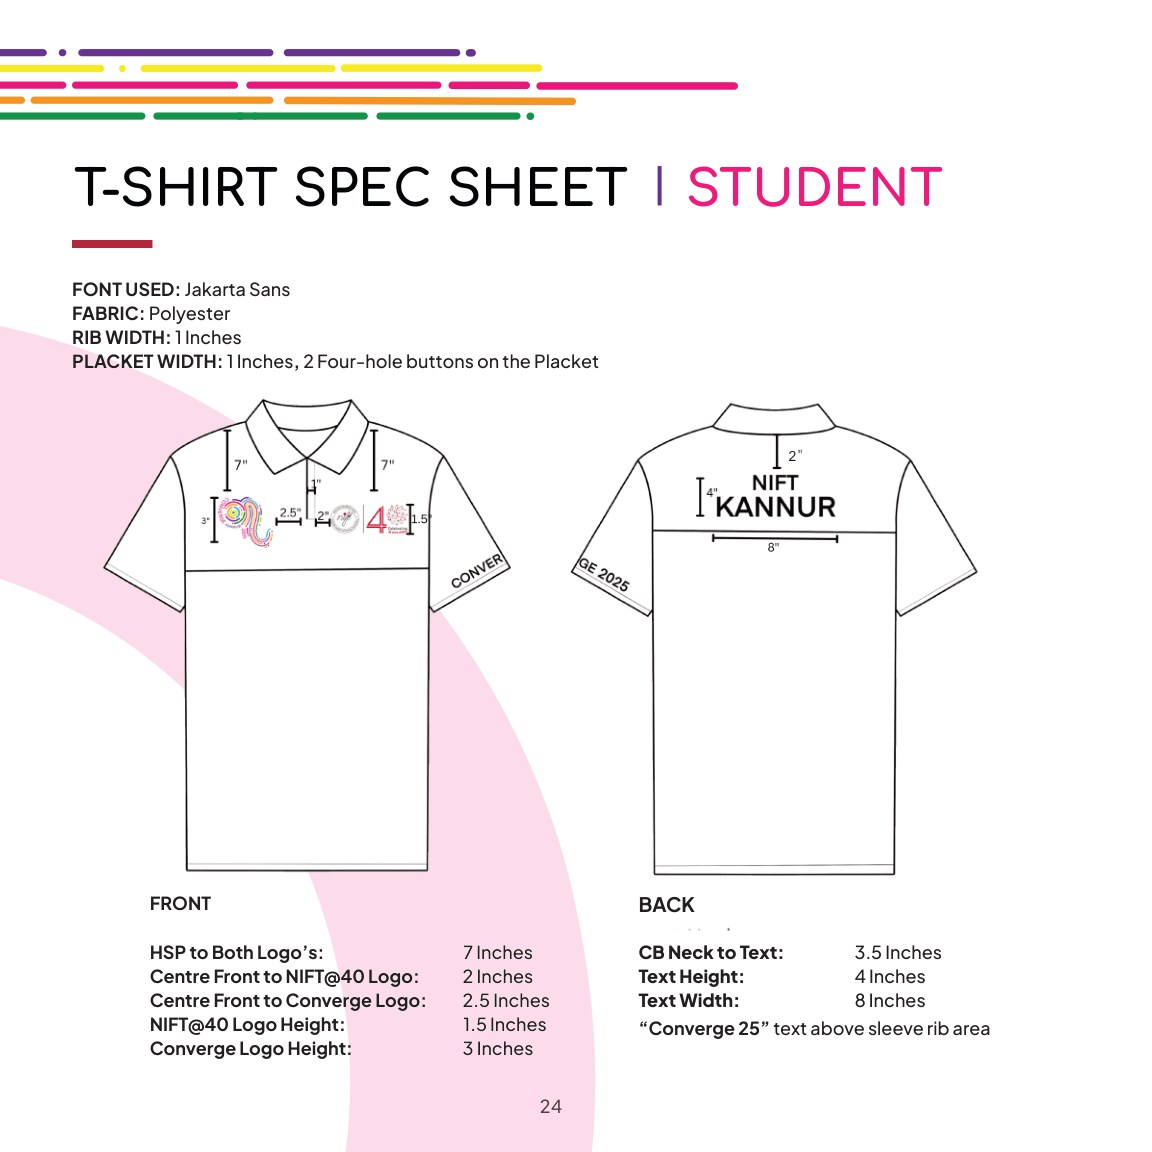 T-SHIRT SPEC SHEET | STUDENT
FONT USED: Jakarta Sans
FABRIC: Polyester
RIB WIDTH: 1 Inches
PLACKET WIDTH: 1 Inches, 2 Four-hole buttons on the Placket
7"
7"
1"
3"
2.5"
2"
40
1.5"
CONVER
2"
4"
NIFT
KANNUR
8"
GE 2025
FRONT
HSP to Both Logo's: 7 Inches
Centre Front to NIFT@40 Logo: 2 Inches
Centre Front to Converge Logo: 2.5 Inches
NIFT@40 Logo Height: 1.5 Inches
Converge Logo Height: 3 Inches
BACK
CB Neck to Text: 3.5 Inches
Text Height: 4 Inches
Text Width: 8 Inches
“Converge 25” text above sleeve rib area
24